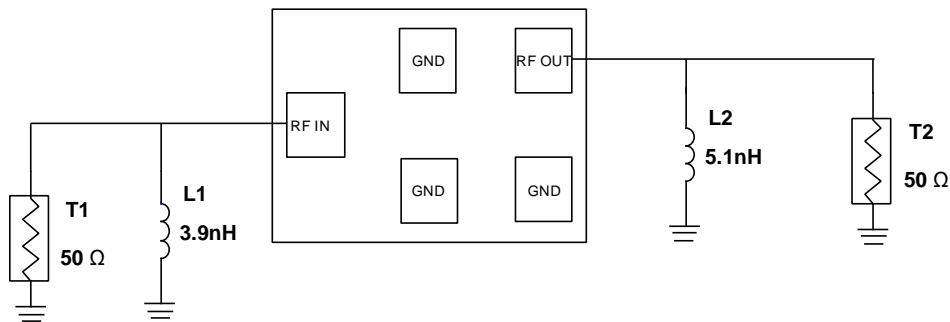 GND
RF OUT
RF IN
L1
3.9nH
T1
50 Ω
GND
GND
L2
5.1nH
T2
50 Ω